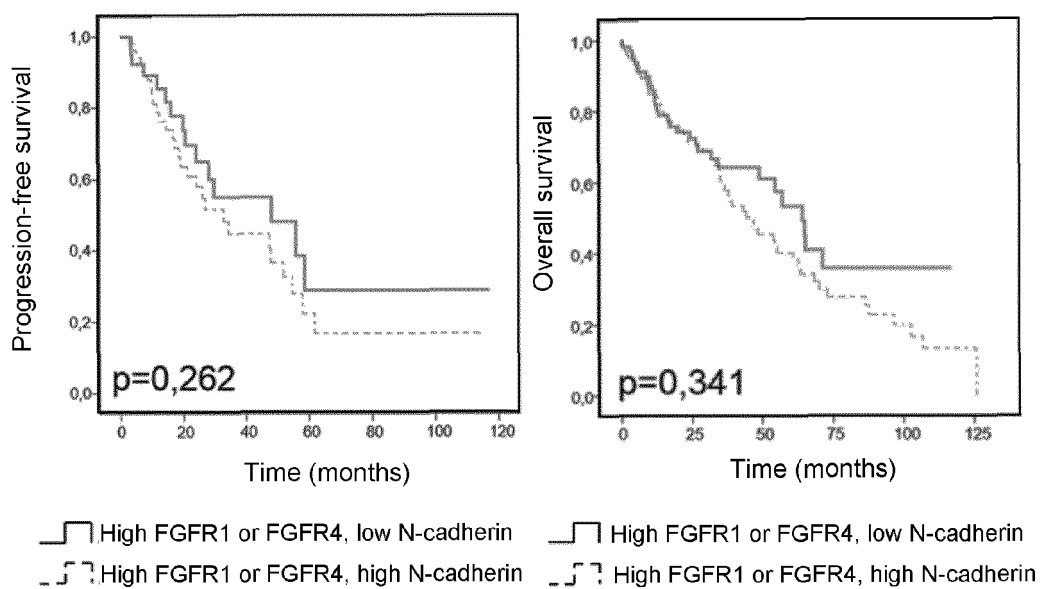 Progression-free survival
1,0
0,8
0,6
0,4
0,2
0,0
p=0,262
0 20 40 60 80 100 120
Time (months)
High FGFR1 or FGFR4, low N-cadherin
High FGFR1 or FGFR4, high N-cadherin
Overall survival
1,0
0,8
0,6
0,4
0,2
0,0
p=0,341
0 25 50 75 100 125
Time (months)
High FGFR1 or FGFR4, low N-cadherin
High FGFR1 or FGFR4, high N-cadherin